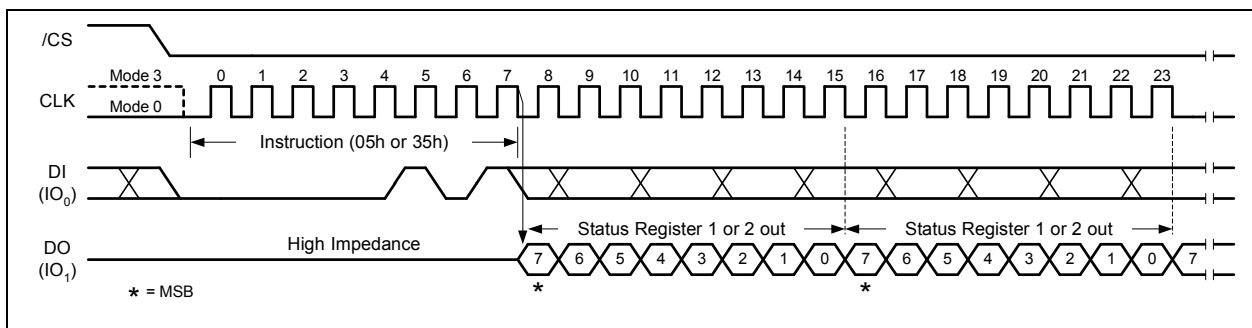 /CS
Mode 3 0 1 2 3 4 5 6 7 8 9 10 11 12 13 14 15 16 17 18 19 20 21 22 23
CLK Mode 0
Instruction (05h or 35h)
DI
(IO0)
Status Register 1 or 2 out Status Register 1 or 2 out
High Impedance
DO 7 6 5 4 3 2 1 0 7 6 5 4 3 2 1 0 7
(IO1)
* = MSB * *